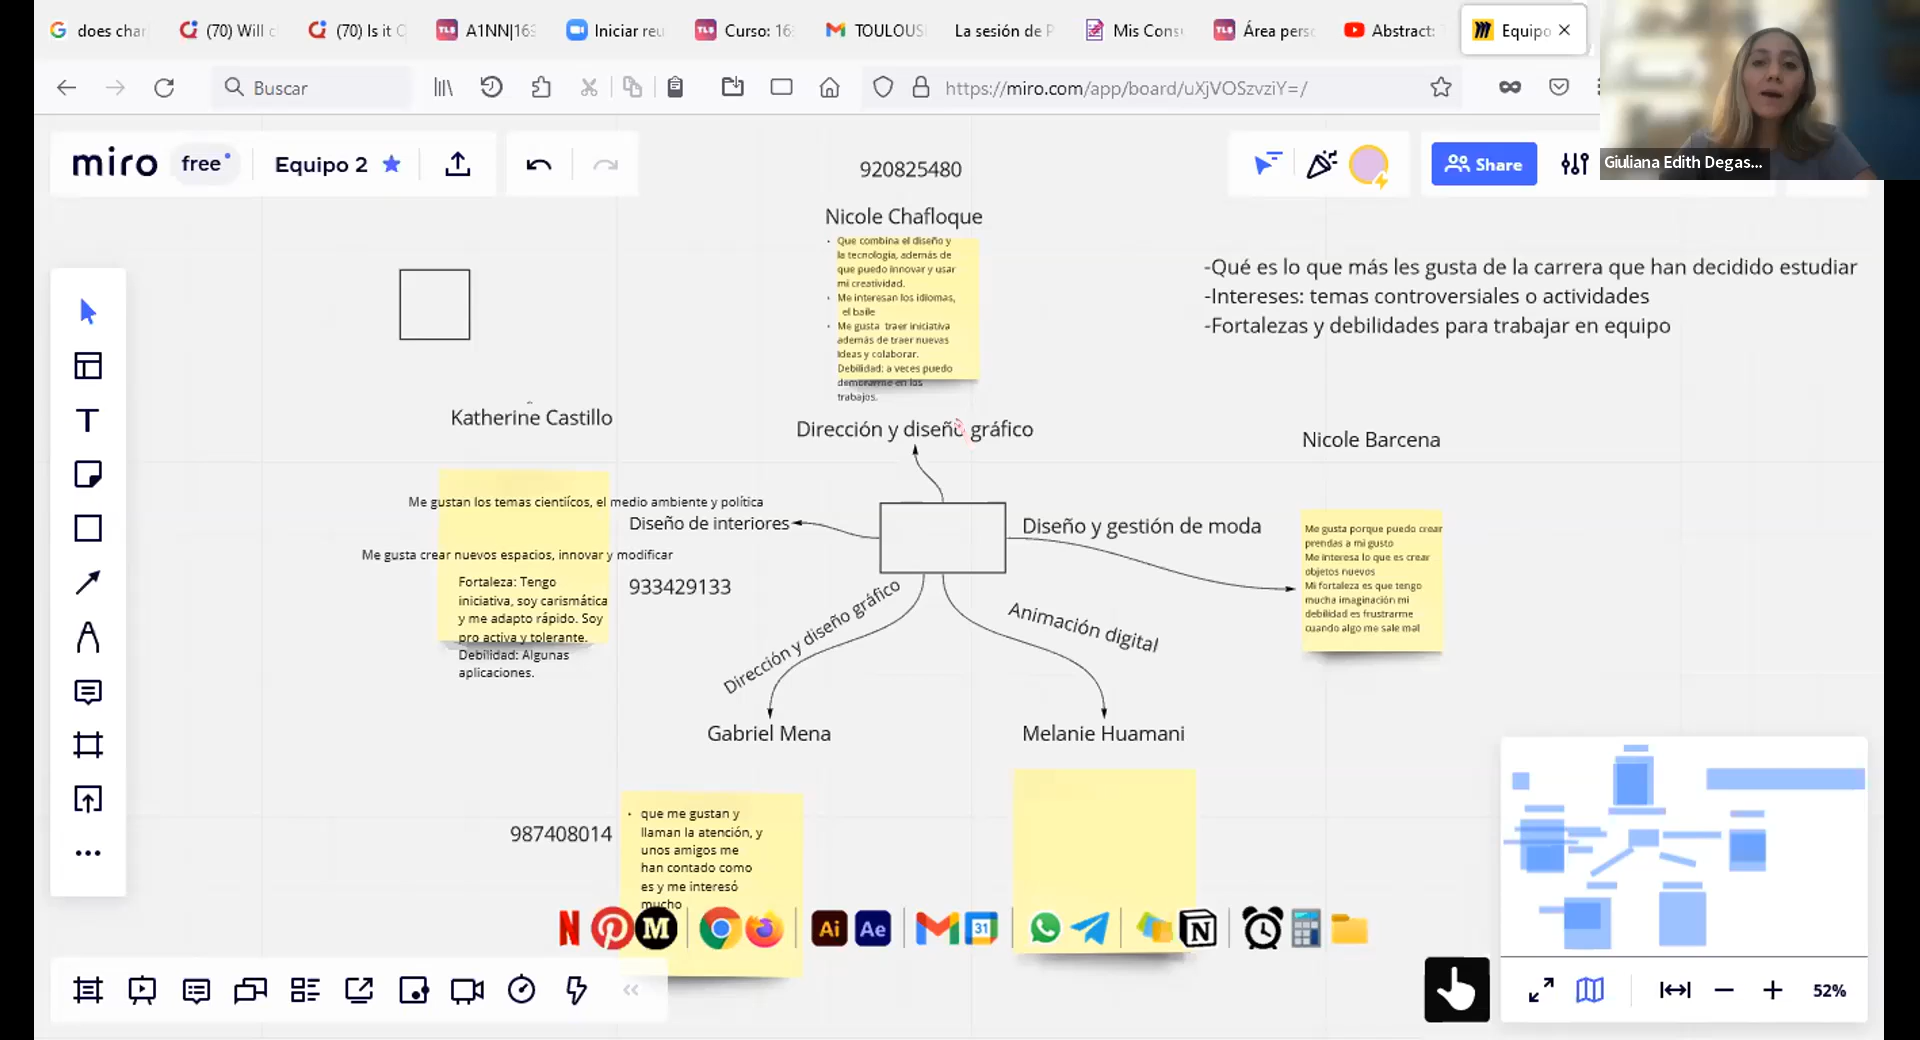 does char
(70) Will c
(70) Is it C
A1NN|163
Iniciar reu
Curso: 16
TOULOUS
La sesión de P
Mis Cons
Área pers
Abstract:
Equipo
Buscar
https://miro.com/app/board/uXjVOSzvziY=/
Giuliana Edith Degas...
miro
free
Equipo 2
Share
920825480
Nicole Chafloque
• Que combina el diseño y
la tecnologia, además de
que puedo innovar y usar
mi creatividad.
• Me interesan los idiomas,
el baile
• Me gusta traer iniciativa
además de traer nuevas
ideas y colaborar.
Debilidad: a veces puedo
demorarme en los
trabajos.
Dirección y diseño gráfico
-Qué es lo que más les gusta de la carrera que han decidido estudiar
-Intereses: temas controversiales o actividades
-Fortalezas y debilidades para trabajar en equipo
Katherine Castillo
Me gustan los temas cientiícos, el medio ambiente y política
Diseño de interiores
Me gusta crear nuevos espacios, innovar y modificar
Fortaleza: Tengo
iniciativa, soy carismática
y me adapto rápido. Soy
pro activa y tolerante.
Debilidad: Algunas
aplicaciones.
933429133
Diseño y gestión de moda
Nicole Barcena
Me gusta porque puedo crear
prendas a mi gusto
Me interesa lo que es crear
objetos nuevos
Mi fortaleza es que tengo
mucha imaginación mi
debilidad es frustrarme
cuando algo me sale mal
Dirección y diseño gráfico
Animación digital
Gabriel Mena
Melanie Huamani
987408014
• que me gustan y
llaman la atención, y
unos amigos me
han contado como
es y me interesó
mucho
N
M
Ai
Ae
31
N
52%